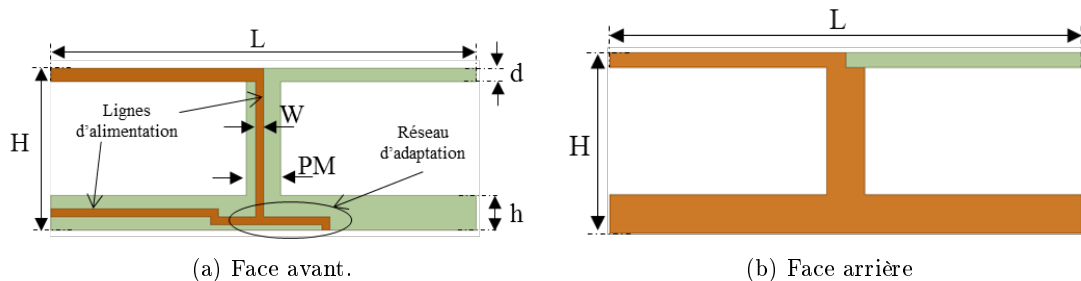 L
d
H
Lignes
d'alimentation
W
Réseau
d'adaptation
PM
h
(a) Face avant.
L
H
(b) Face arrière